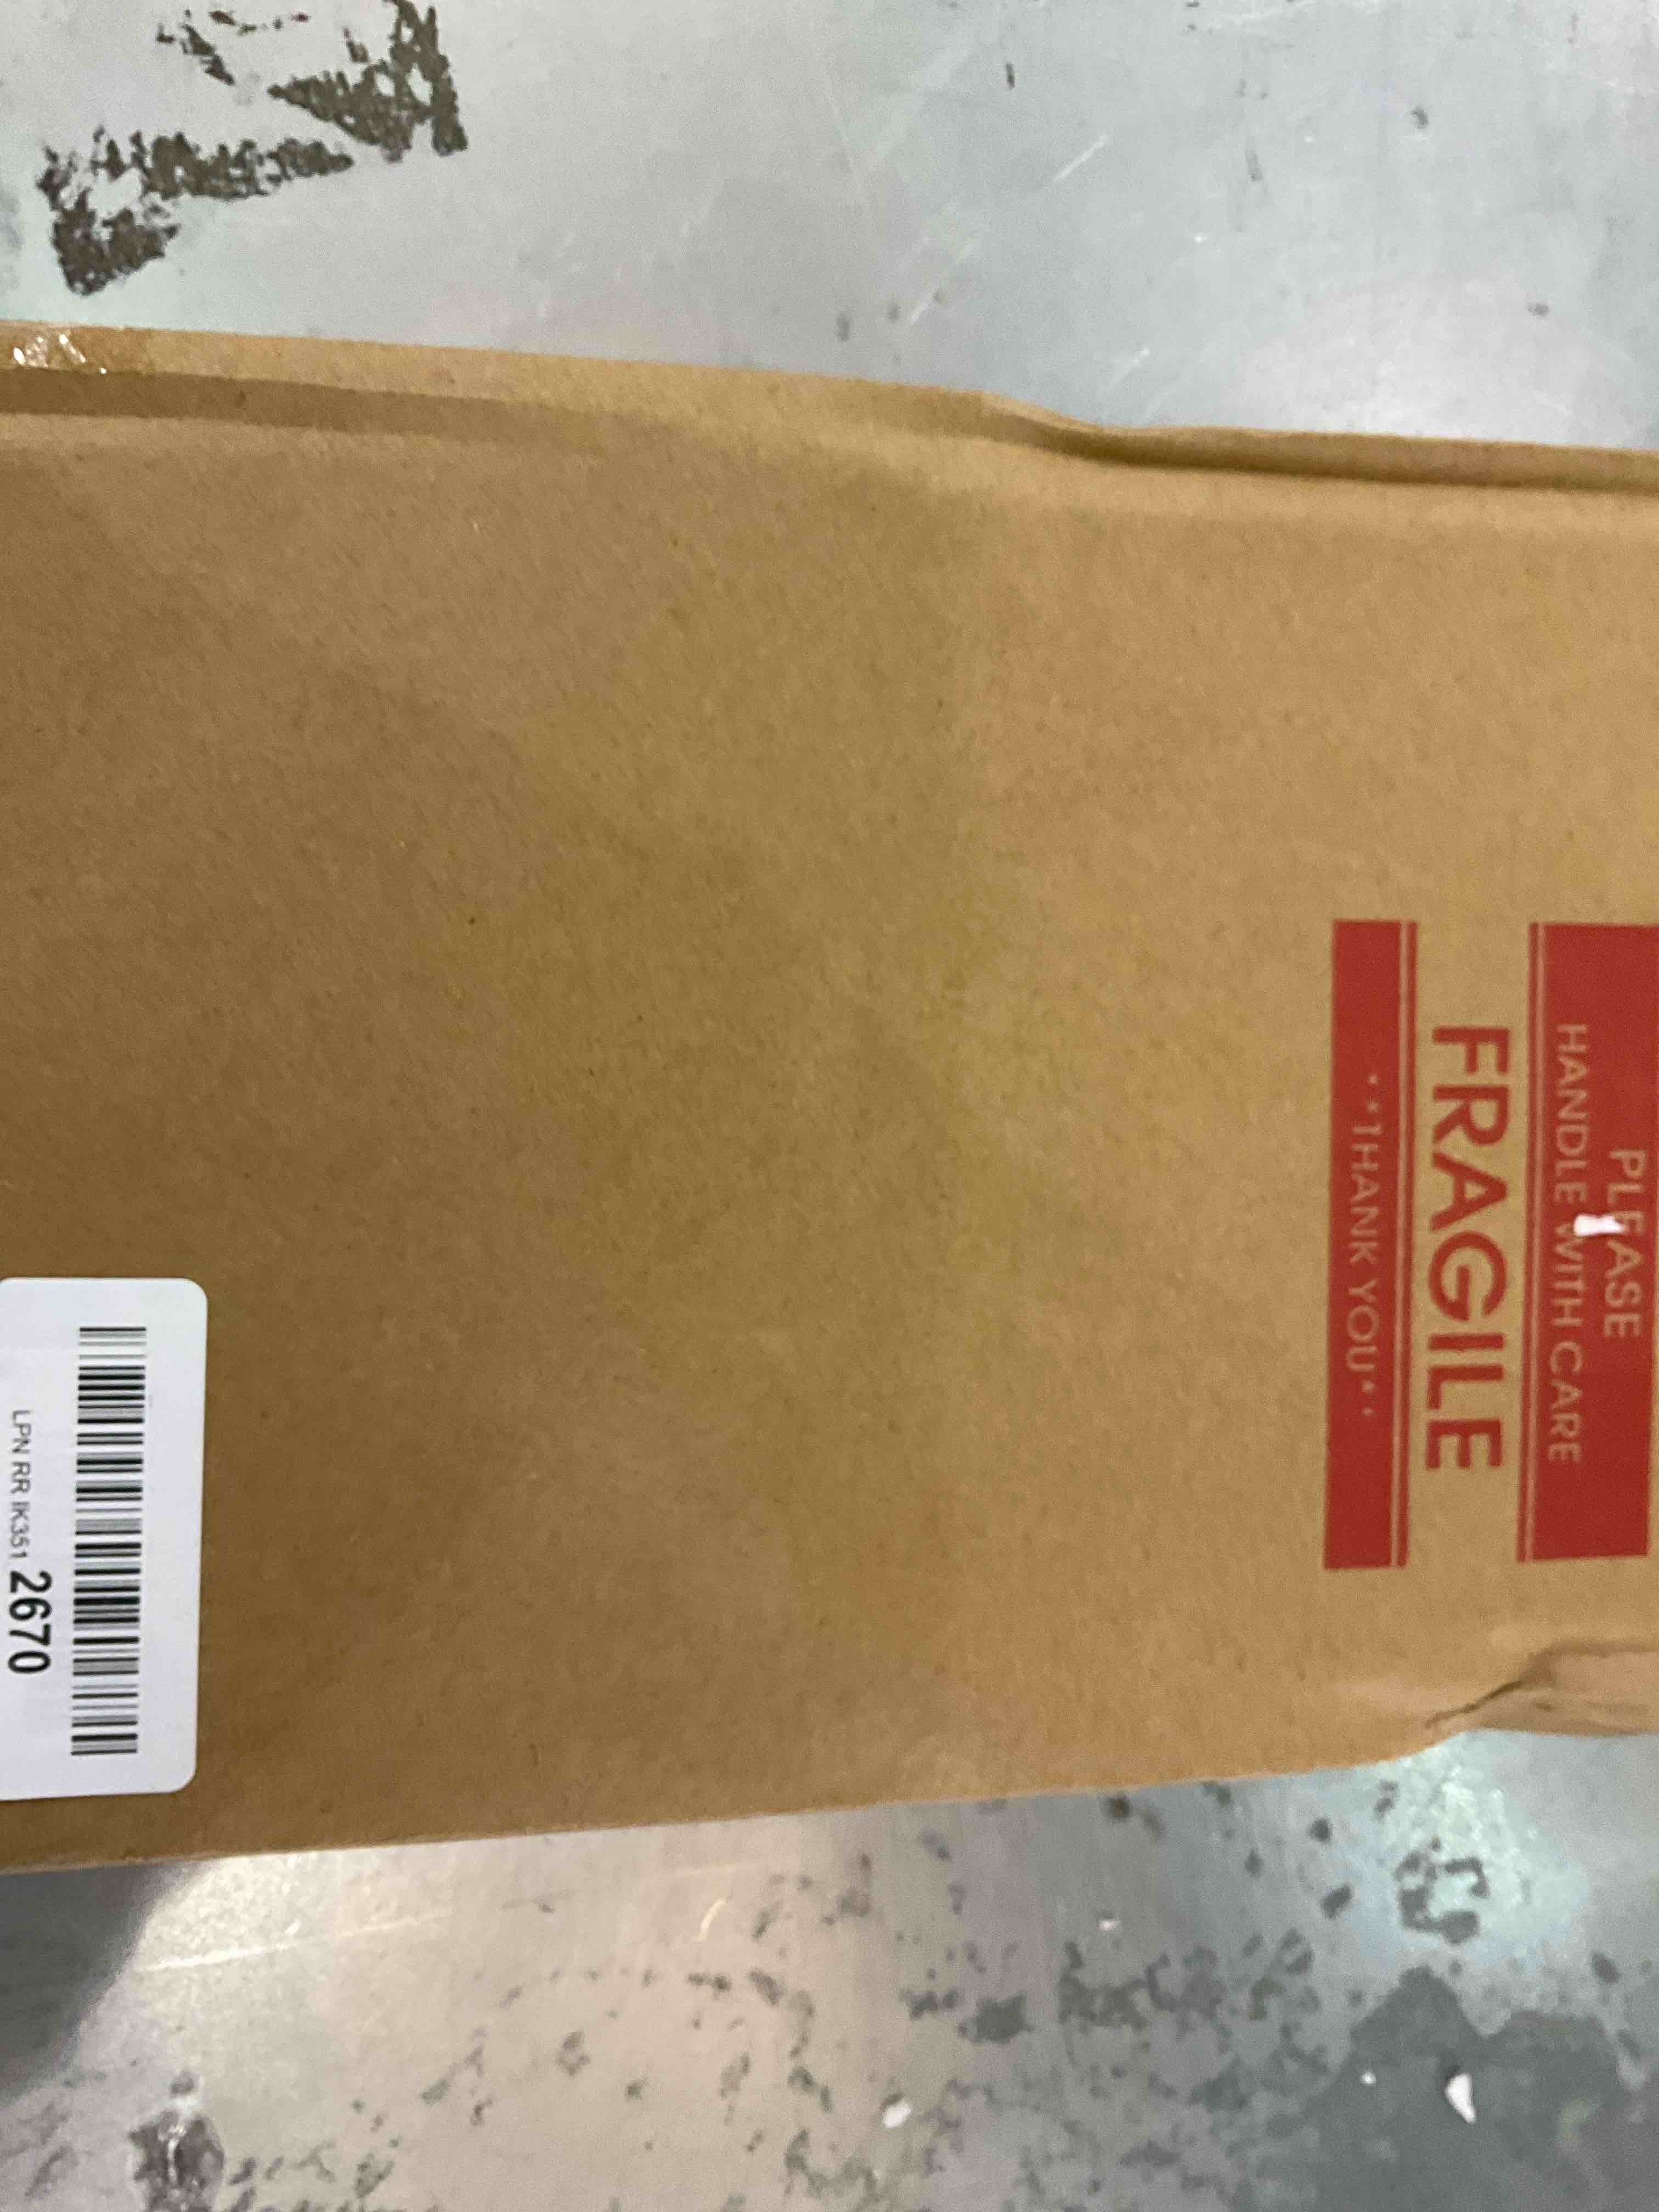 PLEASE
HANDLE WITH CARE
FRAGILE
THANK YOU
LPN RR IK351 2670